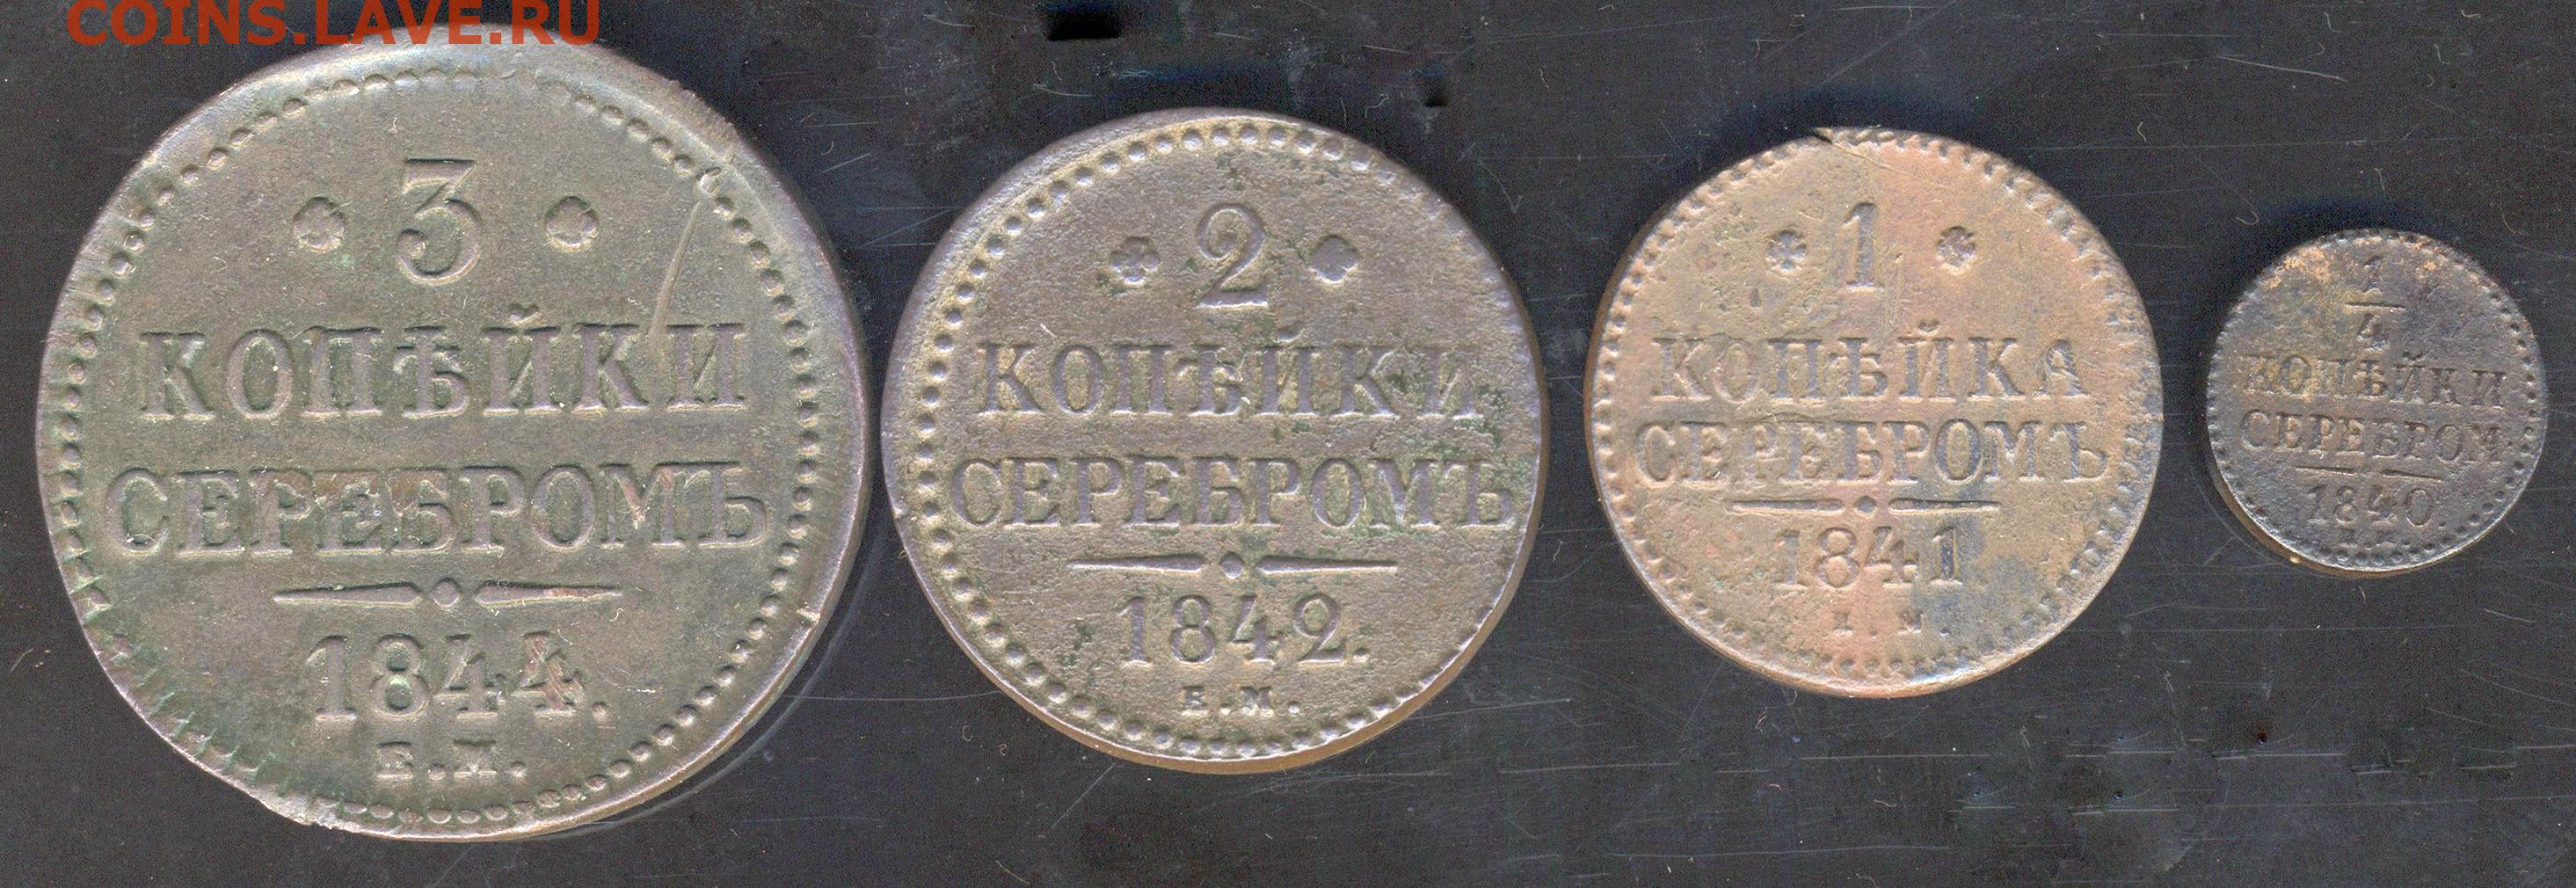 COINS.LAVE.RU
3
КОПѢЙКИ
СЕРЕБРОМЪ
1844.
Е.М.
2
КОПѢЙКИ
СЕРЕБРОМЪ
1842.
Е.М.
1
КОПѢЙКА
СЕРЕБРОМЪ
1841
1/4
КОПѢЙКИ
СЕРЕБРОМ
1840.